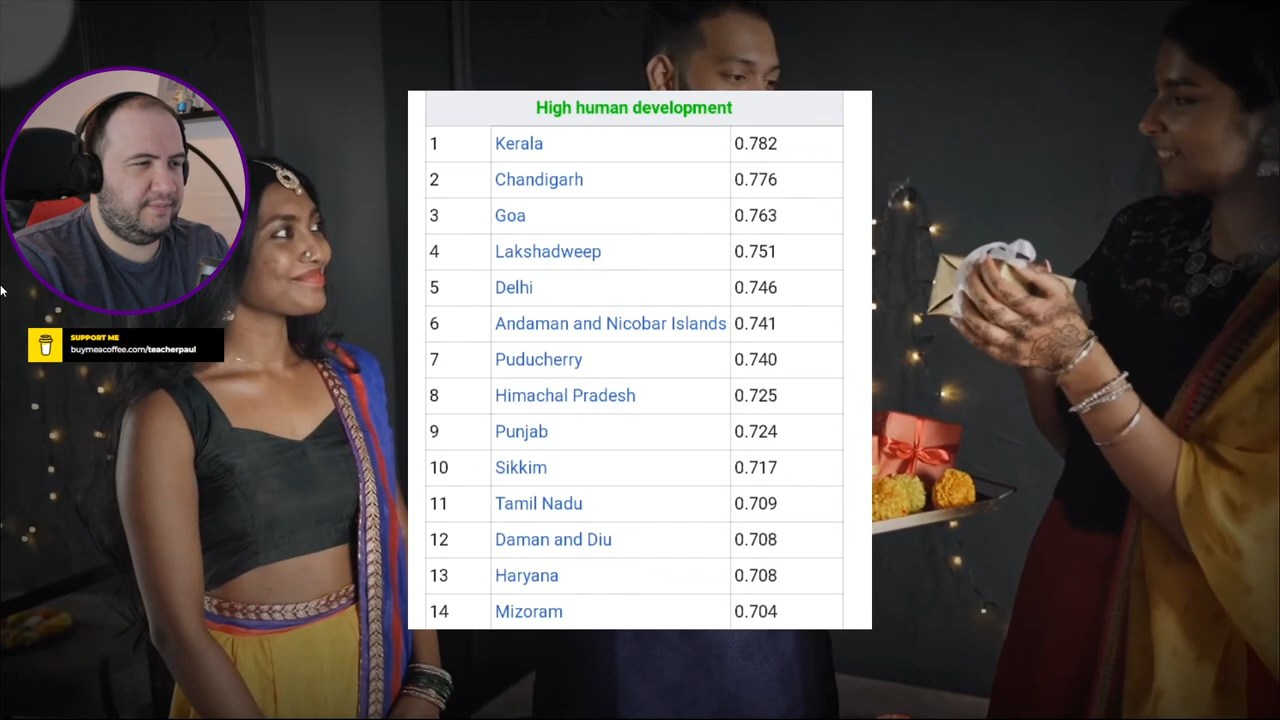 High human development
1 Kerala 0.782
2 Chandigarh 0.776
3 Goa 0.763
4 Lakshadweep 0.751
5 Delhi 0.746
6 Andaman and Nicobar Islands 0.741
7 Puducherry 0.740
8 Himachal Pradesh 0.725
9 Punjab 0.724
10 Sikkim 0.717
11 Tamil Nadu 0.709
12 Daman and Diu 0.708
13 Haryana 0.708
14 Mizoram 0.704
SUPPORT ME
buymeacoffee.com/teacherpaul